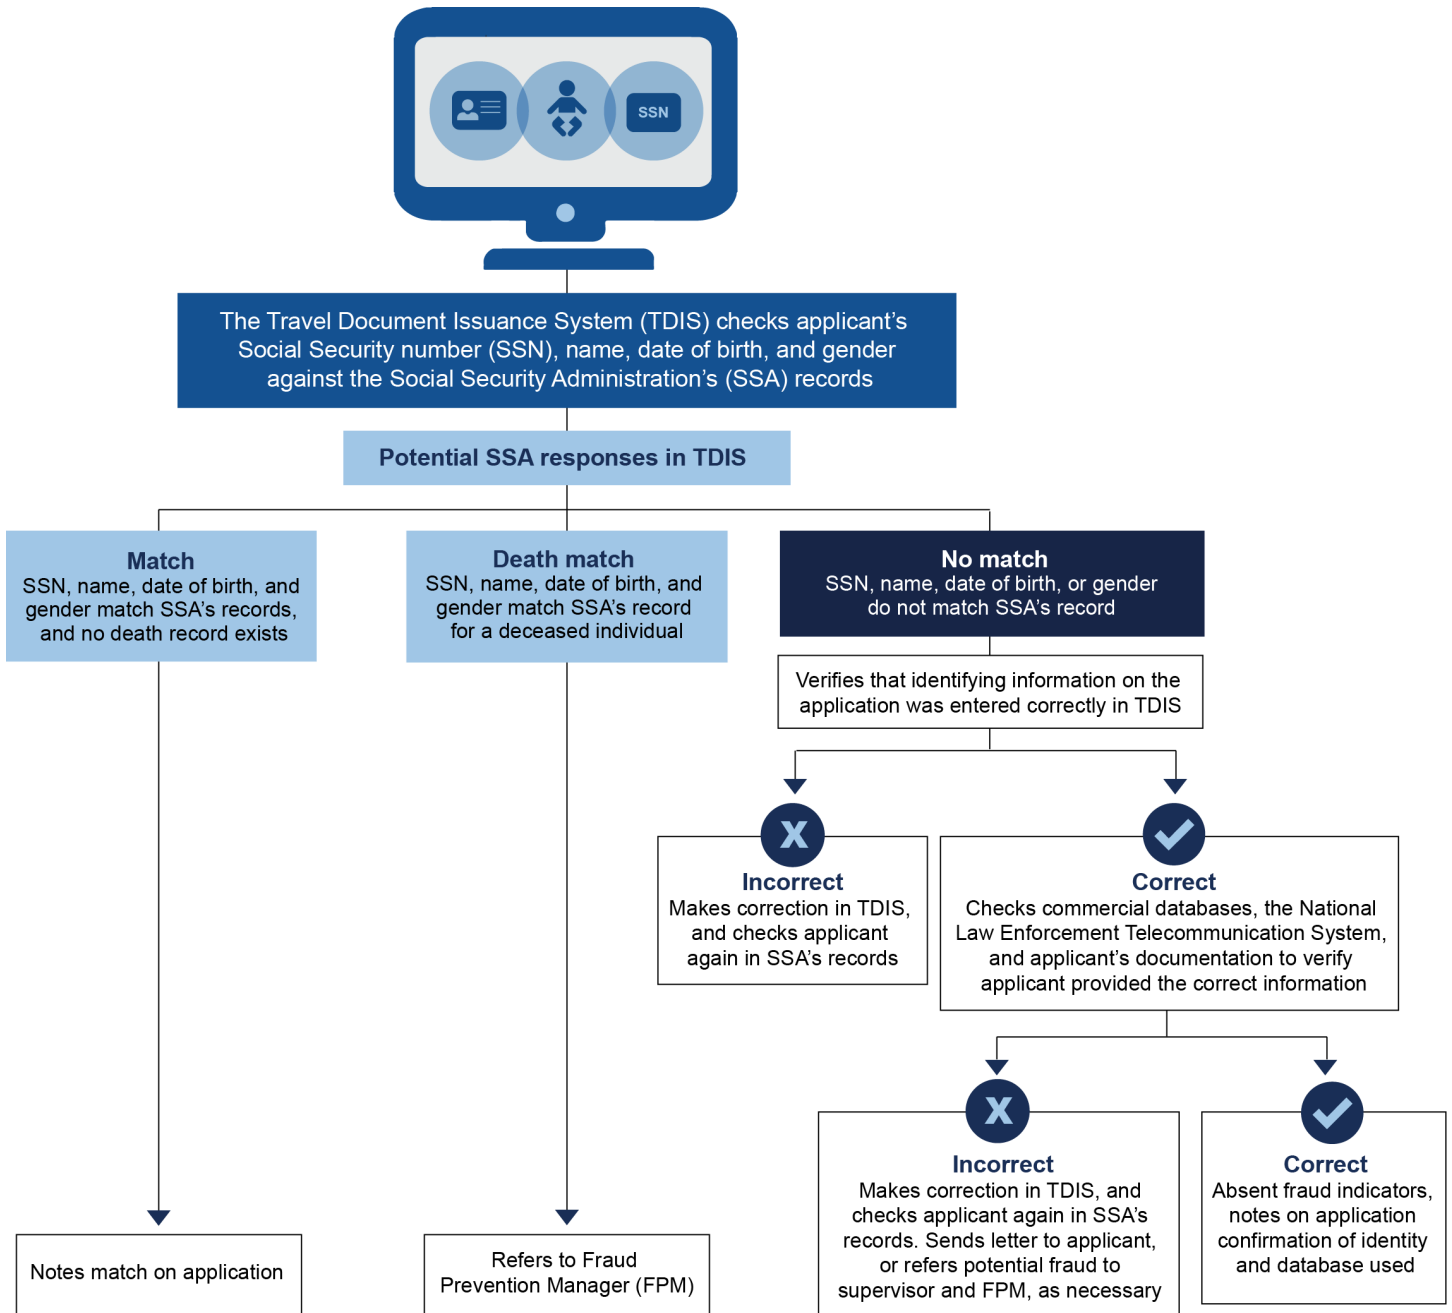 SSN
The Travel Document Issuance System (TDIS) checks applicant’s
Social Security number (SSN), name, date of birth, and gender
against the Social Security Administration’s (SSA) records
Potential SSA responses in TDIS
Match
SSN, name, date of birth, and
gender match SSA’s records,
and no death record exists
Death match
SSN, name, date of birth, and
gender match SSA’s record
for a deceased individual
No match
SSN, name, date of birth, or gender
do not match SSA’s record
Verifies that identifying information on the
application was entered correctly in TDIS
X
Incorrect
Makes correction in TDIS,
and checks applicant
again in SSA’s records
Correct
Checks commercial databases, the National
Law Enforcement Telecommunication System,
and applicant’s documentation to verify
applicant provided the correct information
X
Incorrect
Makes correction in TDIS, and
checks applicant again in SSA’s
records. Sends letter to applicant,
or refers potential fraud to
supervisor and FPM, as necessary
Correct
Absent fraud indicators,
notes on application
confirmation of identity
and database used
Notes match on application
Refers to Fraud
Prevention Manager (FPM)